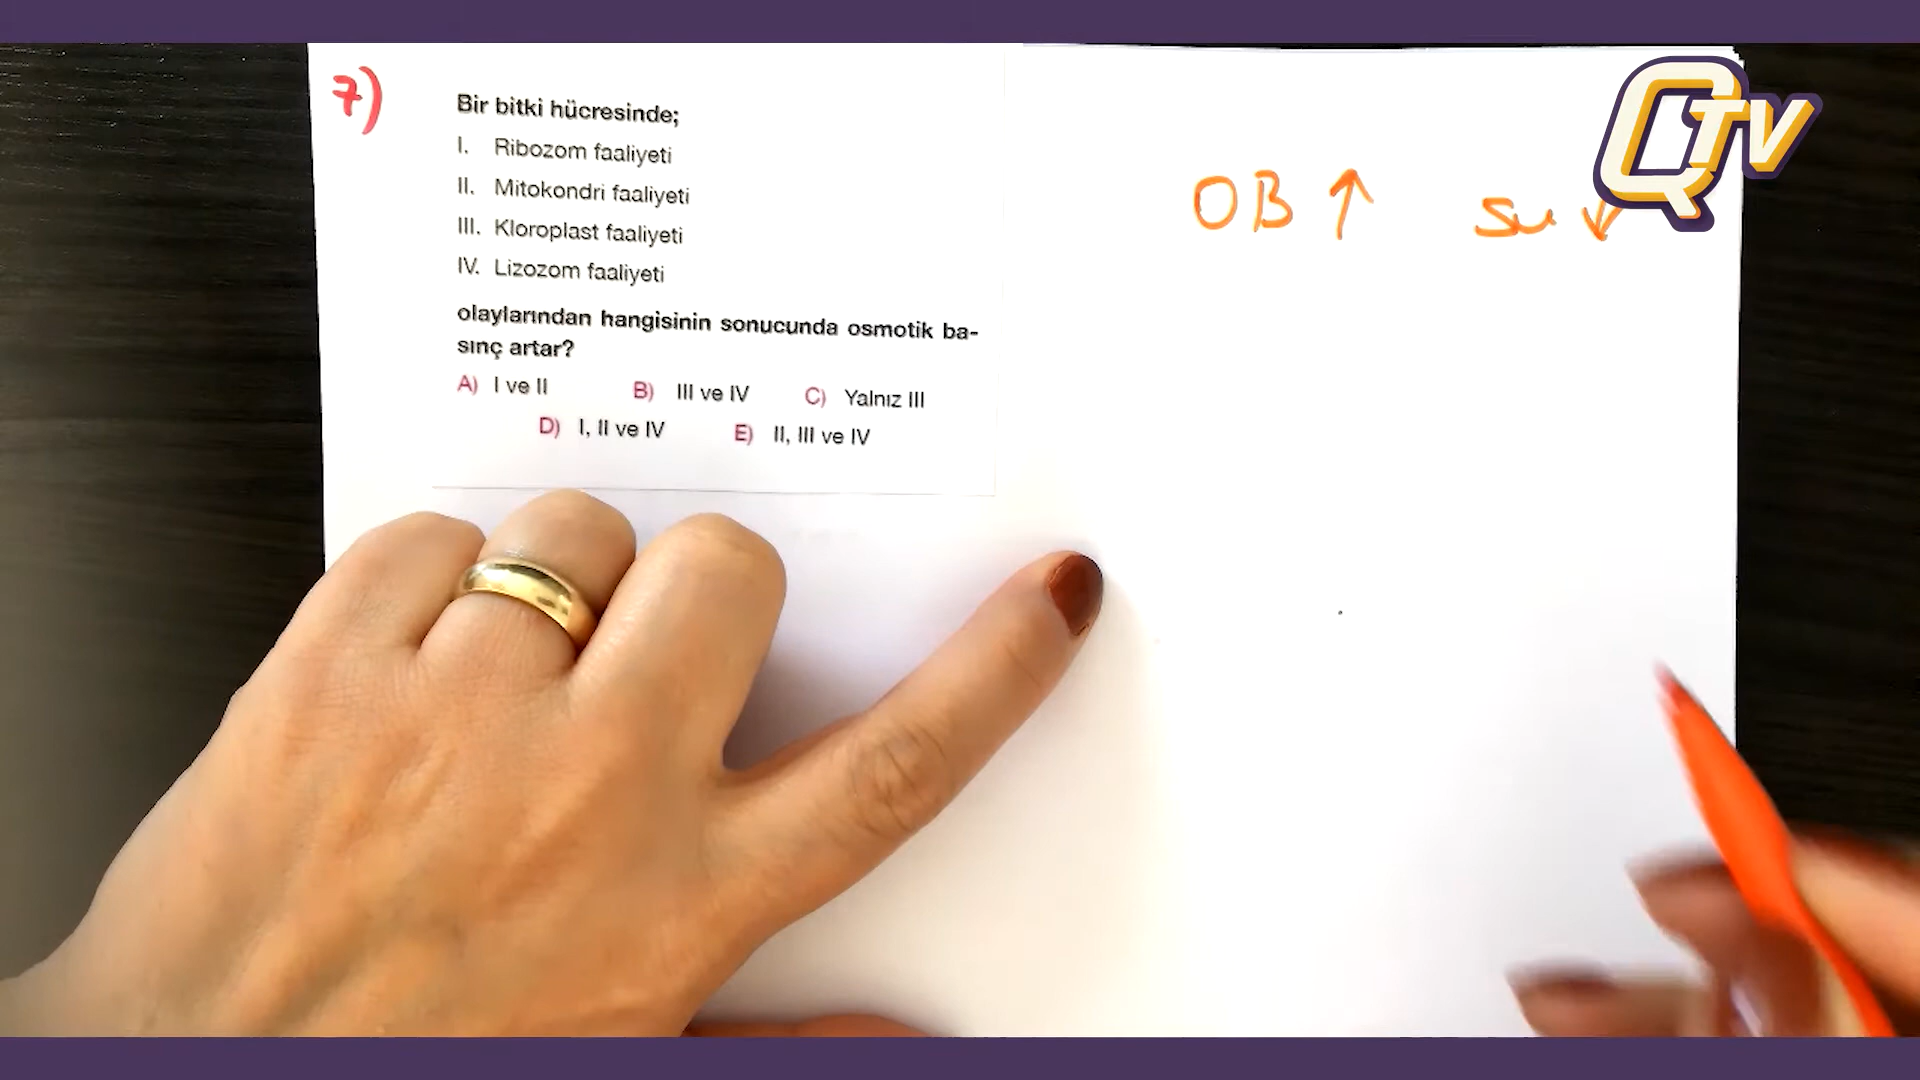 7)
Bir bitki hücresinde;
I. Ribozom faaliyeti
II. Mitokondri faaliyeti
III. Kloroplast faaliyeti
IV. Lizozom faaliyeti
olaylarından hangisinin sonucunda osmotik ba-
sınç artar?
A) I ve II B) III ve IV C) Yalnız III
D) I, II ve IV E) II, III ve IV
OB ↑ su ↓
QTV